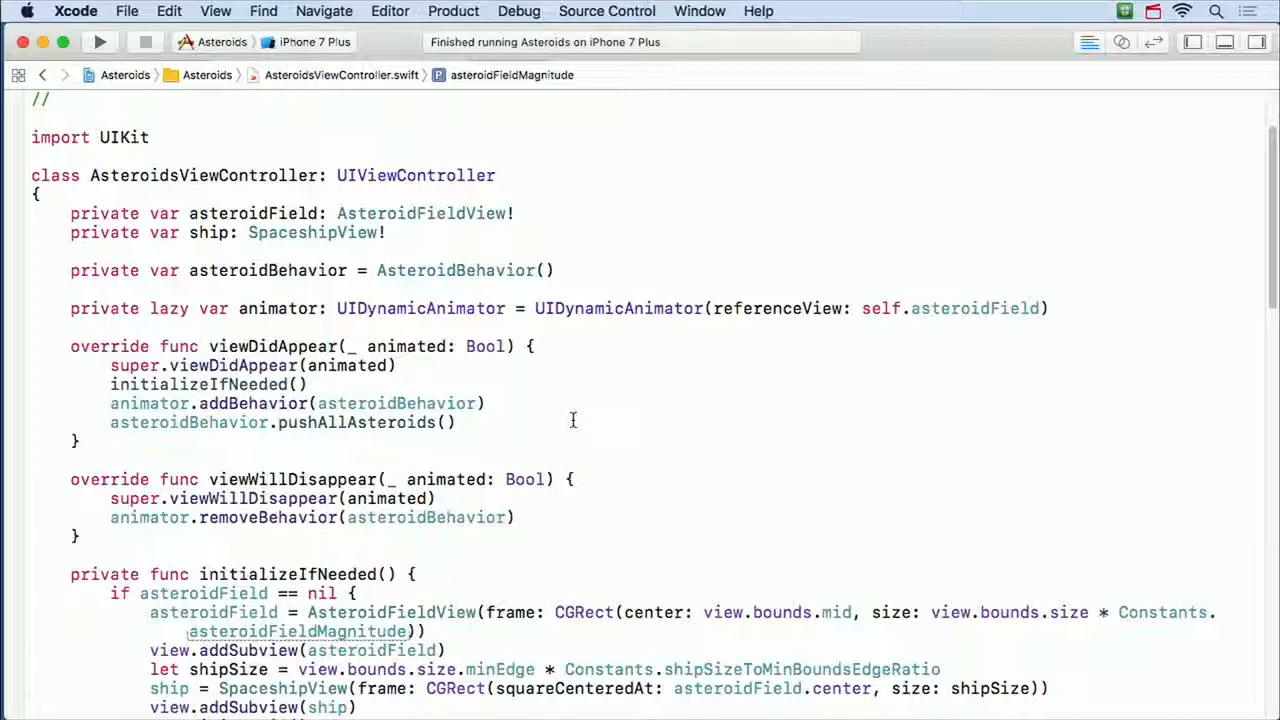 Xcode File Edit View Find Navigate Editor Product Debug Source Control Window Help
Asteroids iPhone 7 Plus Finished running Asteroids on iPhone 7 Plus
Asteroids Asteroids AsteroidsViewController.swift P asteroidFieldMagnitude
//
import UIKit
class AsteroidsViewController: UIViewController
{
private var asteroidField: AsteroidFieldView!
private var ship: SpaceshipView!
private var asteroidBehavior = AsteroidBehavior()
private lazy var animator: UIDynamicAnimator = UIDynamicAnimator(referenceView: self.asteroidField)
override func viewDidAppear(_ animated: Bool) {
super.viewDidAppear(animated)
initializeIfNeeded()
animator.addBehavior(asteroidBehavior)
asteroidBehavior.pushAllAsteroids()
}
override func viewWillDisappear(_ animated: Bool) {
super.viewWillDisappear(animated)
animator.removeBehavior(asteroidBehavior)
}
private func initializeIfNeeded() {
if asteroidField == nil {
asteroidField = AsteroidFieldView(frame: CGRect(center: view.bounds.mid, size: view.bounds.size * Constants.
asteroidFieldMagnitude))
view.addSubview(asteroidField)
let shipSize = view.bounds.size.minEdge * Constants.shipSizeToMinBoundsEdgeRatio
ship = SpaceshipView(frame: CGRect(squareCenteredAt: asteroidField.center, size: shipSize))
view.addSubview(ship)